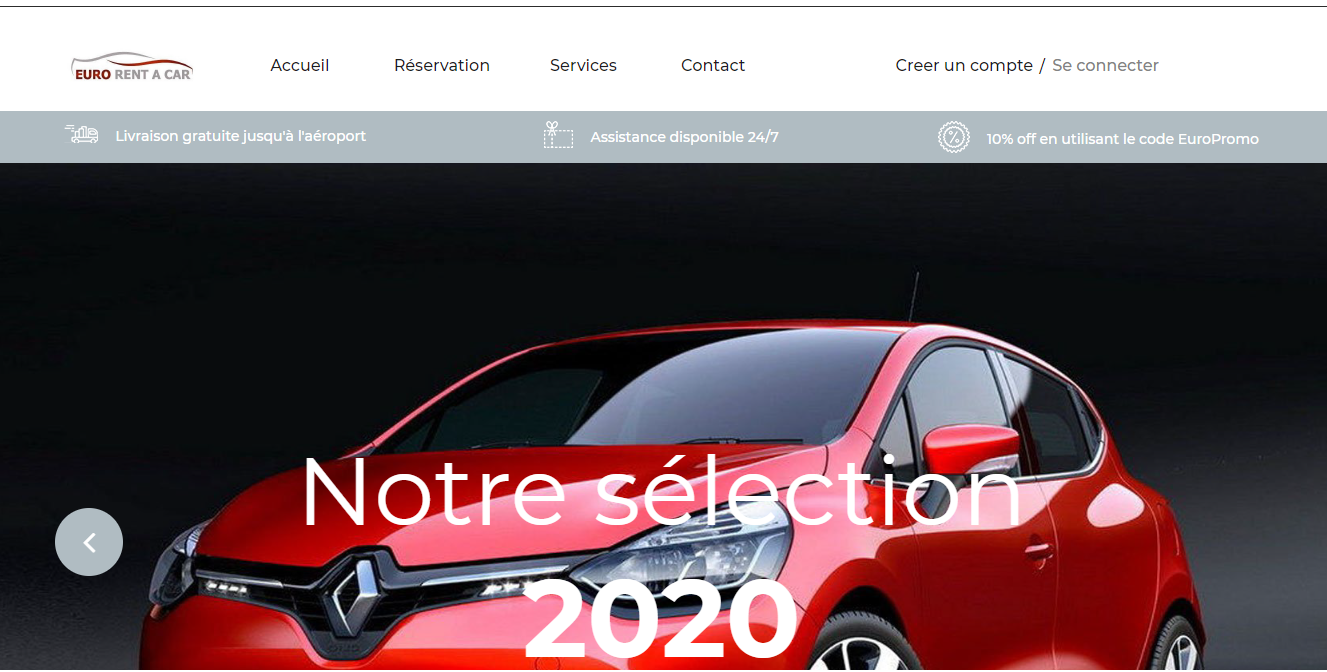 EURO RENT A CAR
Accueil
Réservation
Services
Contact
Creer un compte / Se connecter
Livraison gratuite jusqu'à l'aéroport
Assistance disponible 24/7
10% off en utilisant le code EuroPromo
Notre sélection
2020